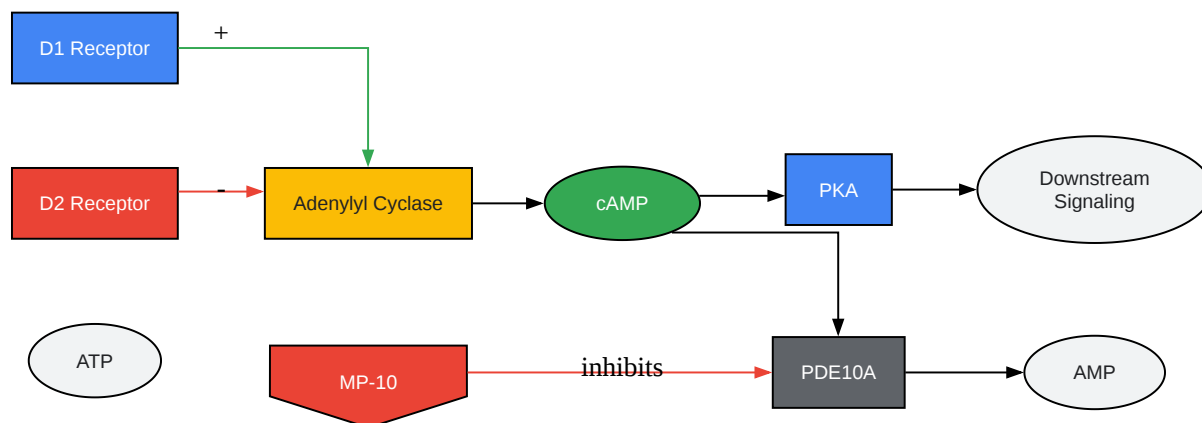 D1 Receptor
+
D2 Receptor
-
Adenylyl Cyclase
cAMP
PKA
Downstream
Signaling
ATP
MP-10
inhibits
PDE10A
AMP